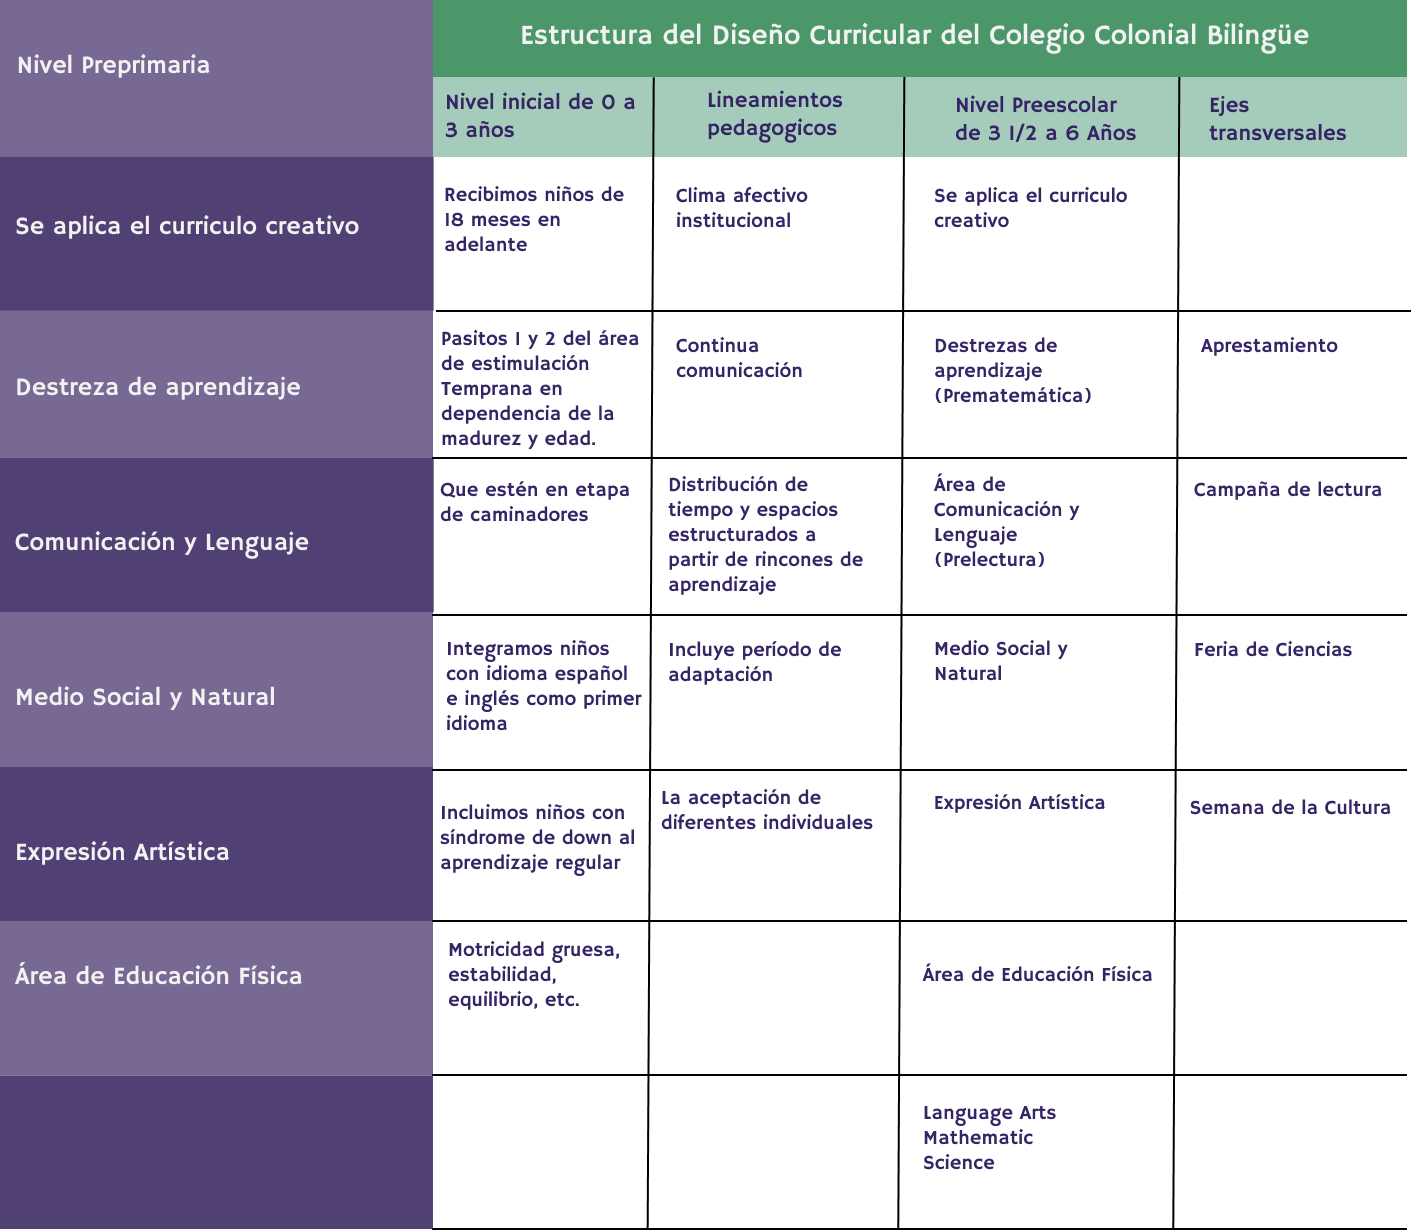 Nivel Preprimaria
Estructura del Diseño Curricular del Colegio Colonial Bilingüe
Nivel inicial de 0 a
3 años
Lineamientos
pedagogicos
Nivel Preescolar
de 3 1/2 a 6 Años
Ejes
transversales
Se aplica el curriculo creativo
Recibimos niños de
18 meses en
adelante
Clima afectivo
institucional
Se aplica el curriculo
creativo
Destreza de aprendizaje
Pasitos 1 y 2 del área
de estimulación
Temprana en
dependencia de la
madurez y edad.
Continua
comunicación
Destrezas de
aprendizaje
(Prematemática)
Aprestamiento
Comunicación y Lenguaje
Que estén en etapa
de caminadores
Distribución de
tiempo y espacios
estructurados a
partir de rincones de
aprendizaje
Área de
Comunicación y
Lenguaje
(Prelectura)
Campaña de lectura
Medio Social y Natural
Integramos niños
con idioma español
e inglés como primer
idioma
Incluye período de
adaptación
Medio Social y
Natural
Feria de Ciencias
Expresión Artística
Incluimos niños con
síndrome de down al
aprendizaje regular
La aceptación de
diferentes individuales
Expresión Artística
Semana de la Cultura
Área de Educación Física
Motricidad gruesa,
estabilidad,
equilibrio, etc.
Área de Educación Física
Language Arts
Mathematic
Science